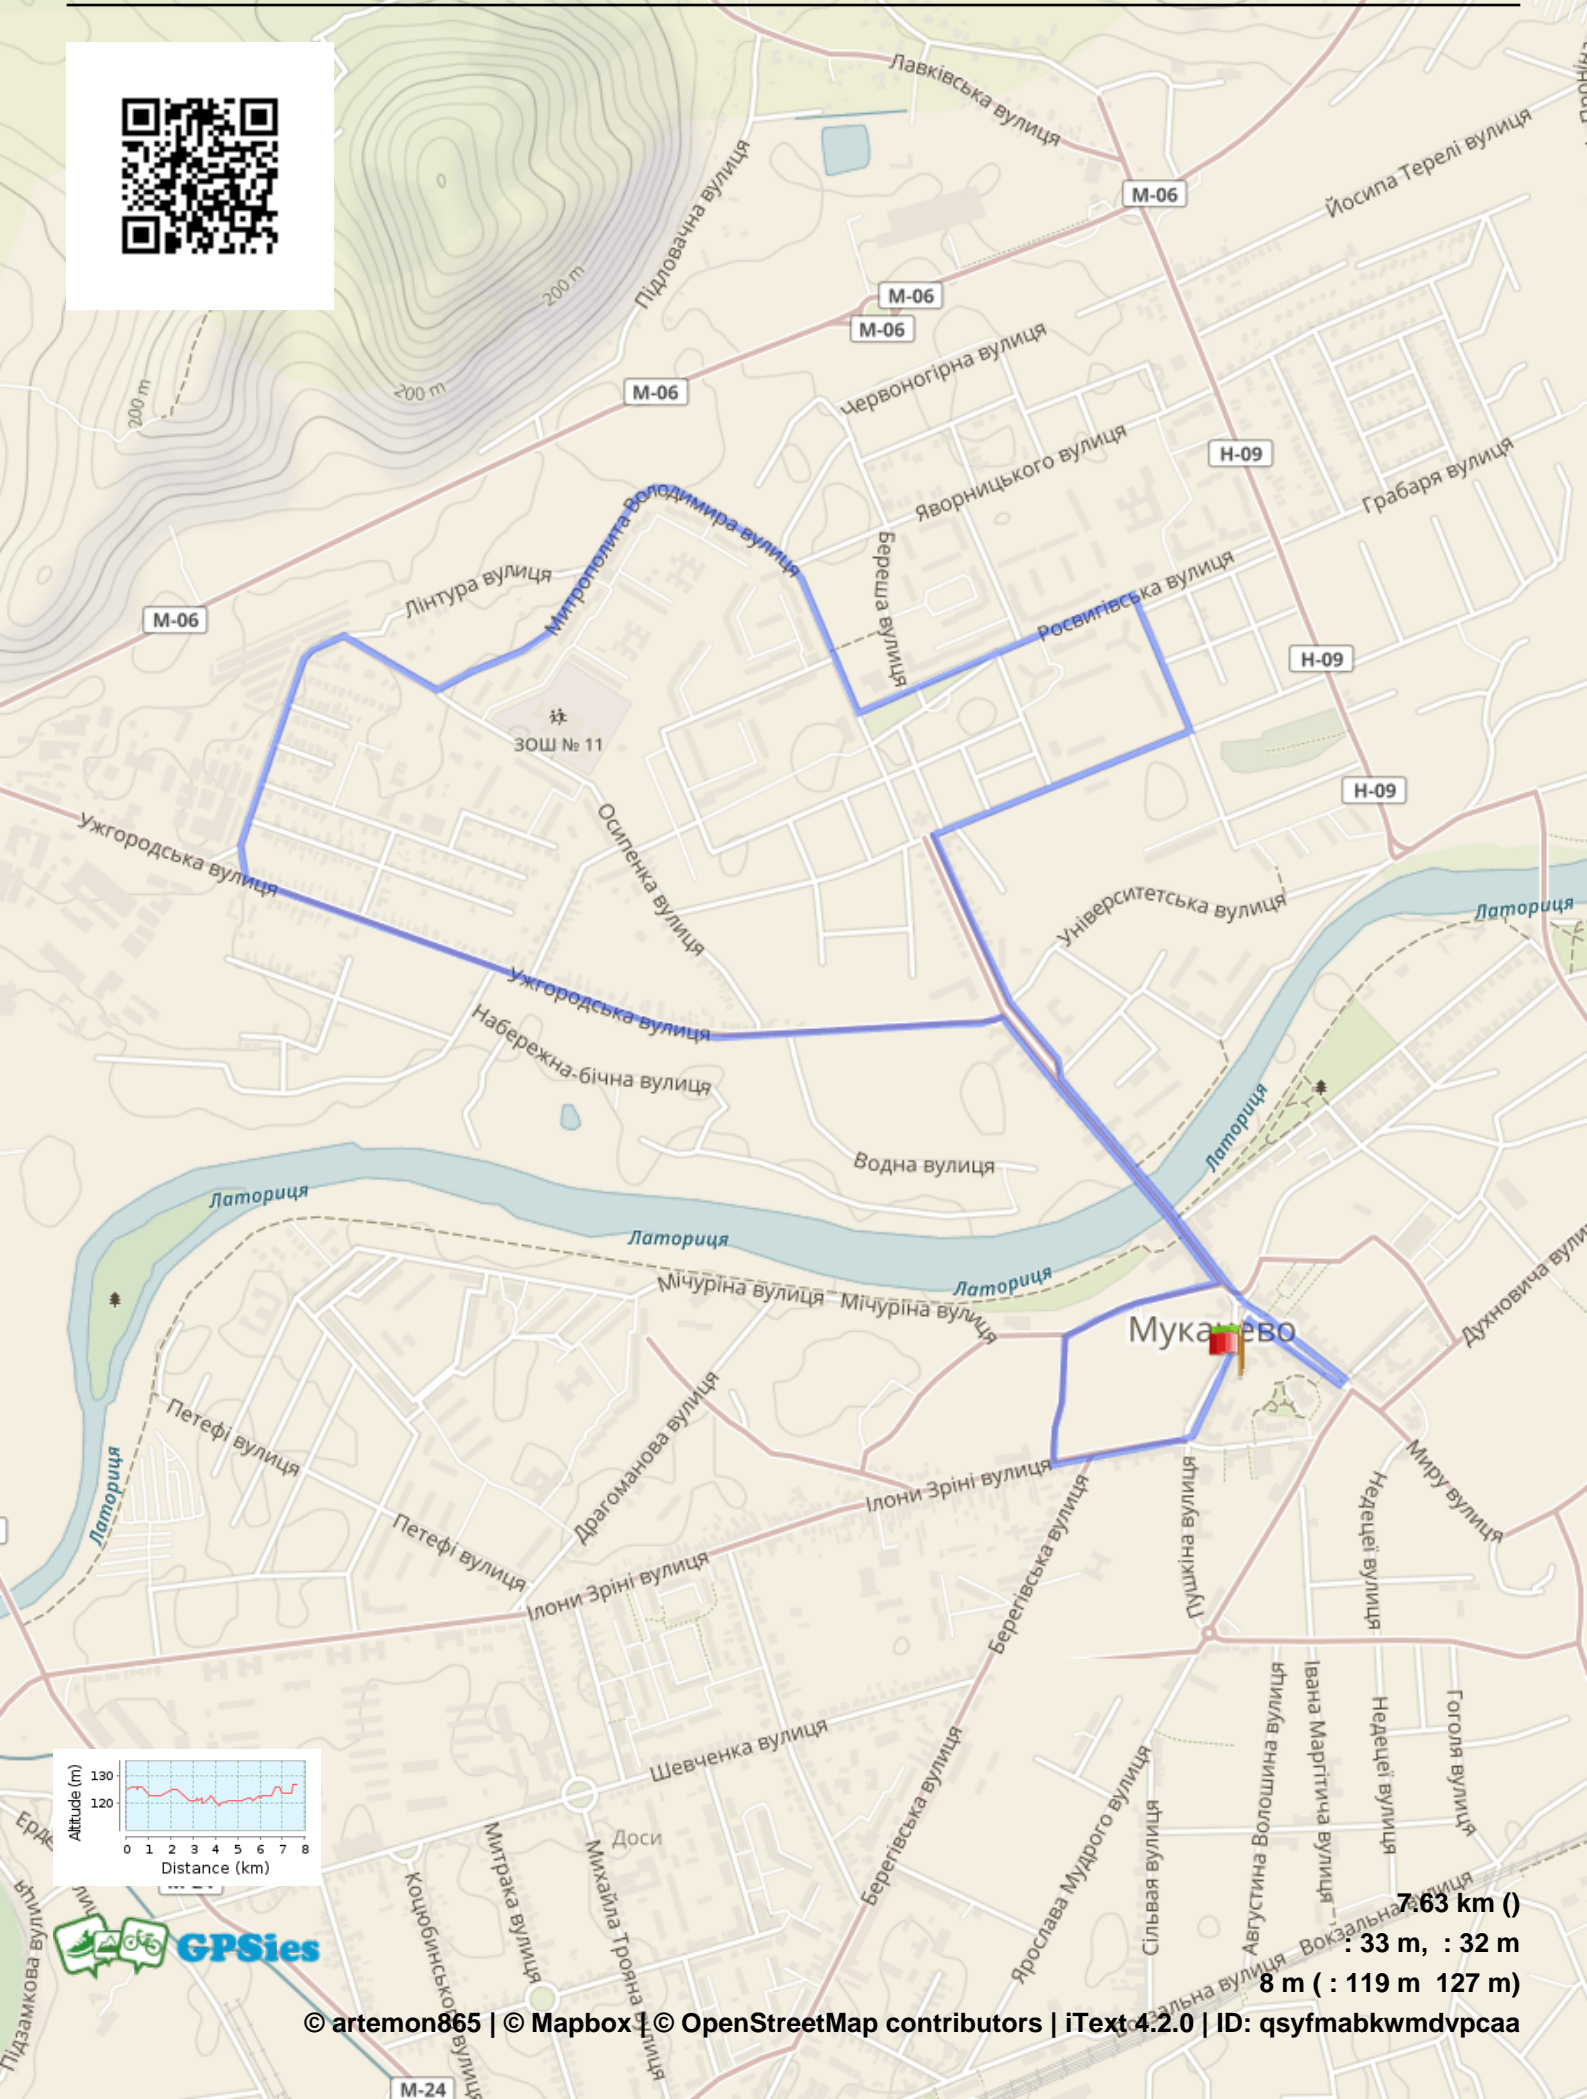 Лавківська вулиця
Йосипа Терелі вулиця
M-06
Підловачна вулиця
200 m
M-06
M-06
Червоногірна вулиця
M-06
200 m
200 m
Яворницького вулиця
H-09
Грабаря вулиця
Митрополита Володимира вулиця
Береша вулиця
Лінтура вулиця
Росвигівська вулиця
M-06
H-09
ЗОШ № 11
H-09
Ужгородська вулиця
Осипенка вулиця
Університетська вулиця
Латориця
Ужгородська вулиця
Набережна-бічна вулиця
Латориця
Водна вулиця
Латориця
Латориця
Латориця
Мічуріна вулиця
Мічуріна вулиця
Мукачево
Духновича
Петефі вулиця
Драгоманова вулиця
Латориця
Ілони Зріні вулиця
Миру вулиця
Недецеї вулиця
Пушкіна вулиця
Берегівська вулиця
Петефі вулиця
Ілони Зріні вулиця
Шевченка вулиця
Берегівська вулиця
Ярослава Мудрого вулиця
Сільвая вулиця
Августина Волошина вулиця
Івана Маргітича вулиця
Недецеї вулиця
Гоголя вулиця
Altitude (m)
130
120
0 1 2 3 4 5 6 7 8
Distance (km)
Доси
Митрака вулиця
Михайла Трояна вулиця
Коцюбинського вулиця
Підзамкова вулиця
Вокзальна вулиця
Вокзальна вулиця
GPSies
7.63 km ()
: 33 m, : 32 m
8 m ( : 119 m 127 m)
© artemon865 | © Mapbox | © OpenStreetMap contributors | iText 4.2.0 | ID: qsyfmabkwmdvpcaa
M-24